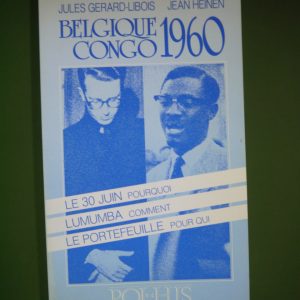 JULES GERARD-LIBOIS JEAN HEINEN
BELGIQUE
CONGO 1960
LE 30 JUIN POURQUOI
LUMUMBA COMMENT
LE PORTEFEUILLE POUR QUI